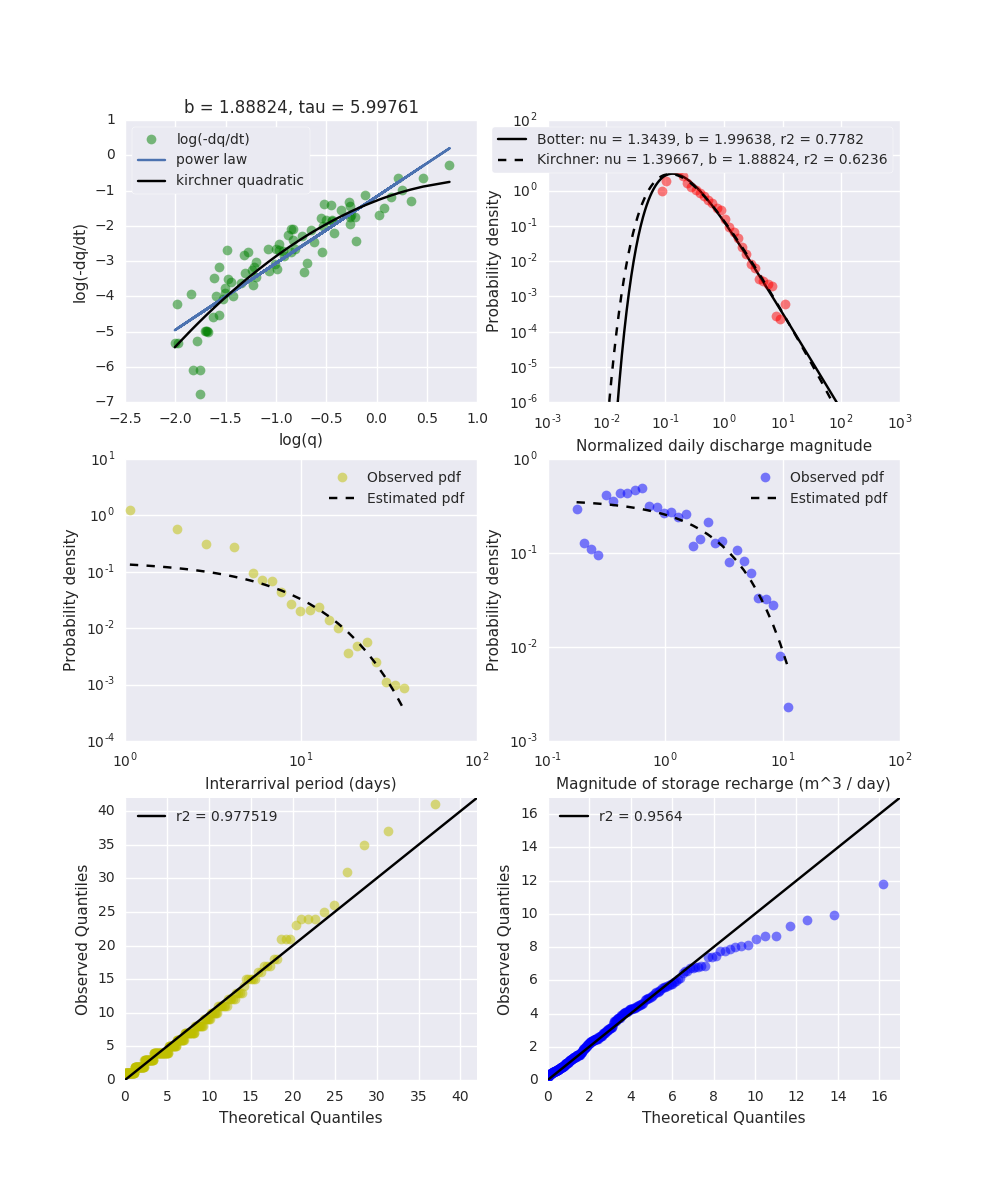 b = 1.88824, tau = 5.99761
log(-dq/dt)
power law
kirchner quadratic
1
0
−1
−2
−3
−4
−5
−6
−7
log(-dq/dt)
−2.5 −2.0 −1.5 −1.0 −0.5 0.0 0.5 1.0
log(q)
Botter: nu = 1.3439, b = 1.99638, r2 = 0.7782
Kirchner: nu = 1.39667, b = 1.88824, r2 = 0.6236
10^2
10^0
10^-1
10^-2
10^-3
10^-4
10^-5
10^-6
Probability density
10^-3 10^-2 10^-1 10^0 10^1 10^2 10^3
Normalized daily discharge magnitude
Observed pdf
Estimated pdf
10^1
10^0
10^-1
10^-2
10^-3
10^-4
Probability density
10^0 10^1 10^2
Interarrival period (days)
Observed pdf
Estimated pdf
10^0
10^-1
10^-2
10^-3
Probability density
10^-1 10^0 10^1 10^2
Magnitude of storage recharge (m^3 / day)
r2 = 0.977519
40
35
30
25
20
15
10
5
0
Observed Quantiles
0 5 10 15 20 25 30 35 40
Theoretical Quantiles
r2 = 0.9564
16
14
12
10
8
6
4
2
0
Observed Quantiles
0 2 4 6 8 10 12 14 16
Theoretical Quantiles